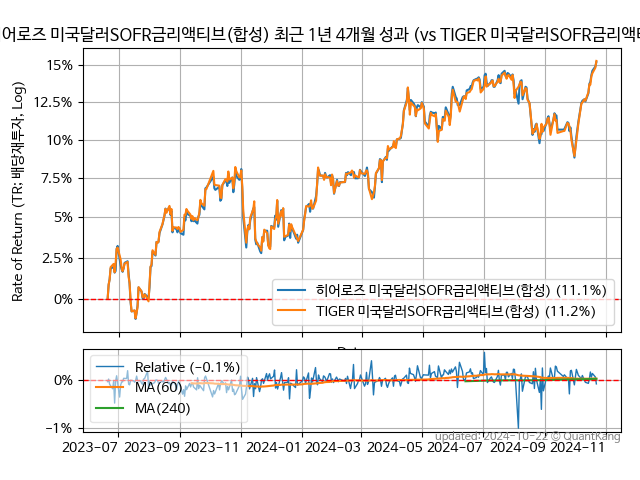 어로즈 미국달러SOFR금리액티브(합성) 최근 1년 4개월 성과 (vs TIGER 미국달러SOFR금리액티
Rate of Return (TR: 배당재투자, Log)
15%
12.5%
10%
7.5%
5%
2.5%
0%
히어로즈 미국달러SOFR금리액티브(합성) (11.1%)
TIGER 미국달러SOFR금리액티브(합성) (11.2%)
0%
-1%
Relative (-0.1%)
MA(60)
MA(240)
updated: 2024-10-22 © QuantKang
2023-07 2023-09 2023-11 2024-01 2024-03 2024-05 2024-07 2024-09 2024-11